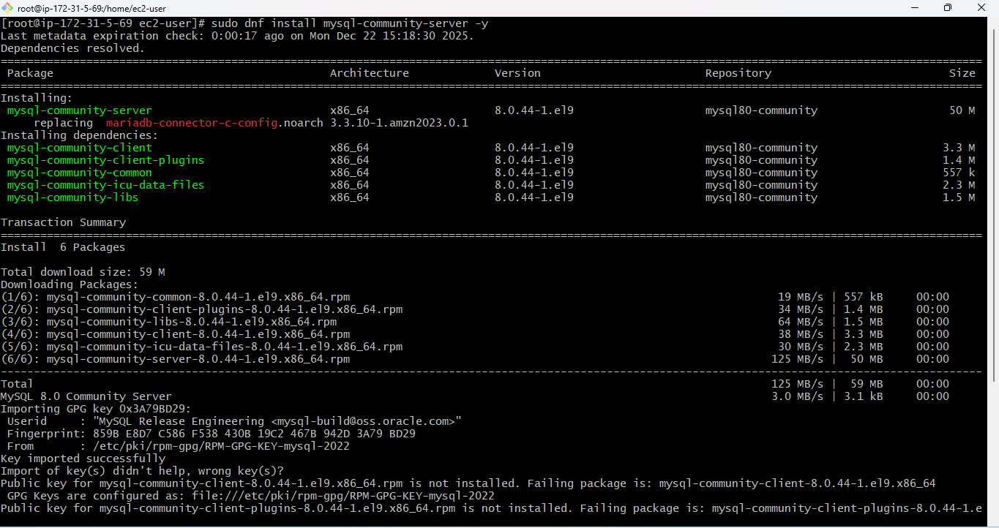 root@ip-172-31-5-69:/home/ec2-user
[root@ip-172-31-5-69 ec2-user]# sudo dnf install mysql-community-server -y
Last metadata expiration check: 0:00:17 ago on Mon Dec 22 15:18:30 2025.
Dependencies resolved.
================================================================================
 Package Architecture Version Repository Size
================================================================================
Installing:
 mysql-community-server x86_64 8.0.44-1.el9 mysql80-community 50 M
     replacing  mariadb-connector-c-config.noarch 3.3.10-1.amzn2023.0.1
Installing dependencies:
 mysql-community-client x86_64 8.0.44-1.el9 mysql80-community 3.3 M
 mysql-community-client-plugins x86_64 8.0.44-1.el9 mysql80-community 1.4 M
 mysql-community-common x86_64 8.0.44-1.el9 mysql80-community 557 k
 mysql-community-icu-data-files x86_64 8.0.44-1.el9 mysql80-community 2.3 M
 mysql-community-libs x86_64 8.0.44-1.el9 mysql80-community 1.5 M
Transaction Summary
================================================================================
Install  6 Packages
Total download size: 59 M
Downloading Packages:
(1/6): mysql-community-common-8.0.44-1.el9.x86_64.rpm 19 MB/s | 557 kB 00:00
(2/6): mysql-community-client-plugins-8.0.44-1.el9.x86_64.rpm 34 MB/s | 1.4 MB 00:00
(3/6): mysql-community-libs-8.0.44-1.el9.x86_64.rpm 64 MB/s | 1.5 MB 00:00
(4/6): mysql-community-client-8.0.44-1.el9.x86_64.rpm 38 MB/s | 3.3 MB 00:00
(5/6): mysql-community-icu-data-files-8.0.44-1.el9.x86_64.rpm 30 MB/s | 2.3 MB 00:00
(6/6): mysql-community-server-8.0.44-1.el9.x86_64.rpm 125 MB/s | 50 MB 00:00
--------------------------------------------------------------------------------
Total 125 MB/s | 59 MB 00:00
MySQL 8.0 Community Server 3.0 MB/s | 3.1 kB 00:00
Importing GPG key 0x3A79BD29:
 Userid     : "MySQL Release Engineering <mysql-build@oss.oracle.com>"
 Fingerprint: 859B E8D7 C586 F538 430B 19C2 467B 942D 3A79 BD29
 From       : /etc/pki/rpm-gpg/RPM-GPG-KEY-mysql-2022
Key imported successfully
Import of key(s) didn't help, wrong key(s)?
Public key for mysql-community-client-8.0.44-1.el9.x86_64.rpm is not installed. Failing package is: mysql-community-client-8.0.44-1.el9.x86_64
 GPG Keys are configured as: file:///etc/pki/rpm-gpg/RPM-GPG-KEY-mysql-2022
Public key for mysql-community-client-plugins-8.0.44-1.el9.x86_64.rpm is not installed. Failing package is: mysql-community-client-plugins-8.0.44-1.e